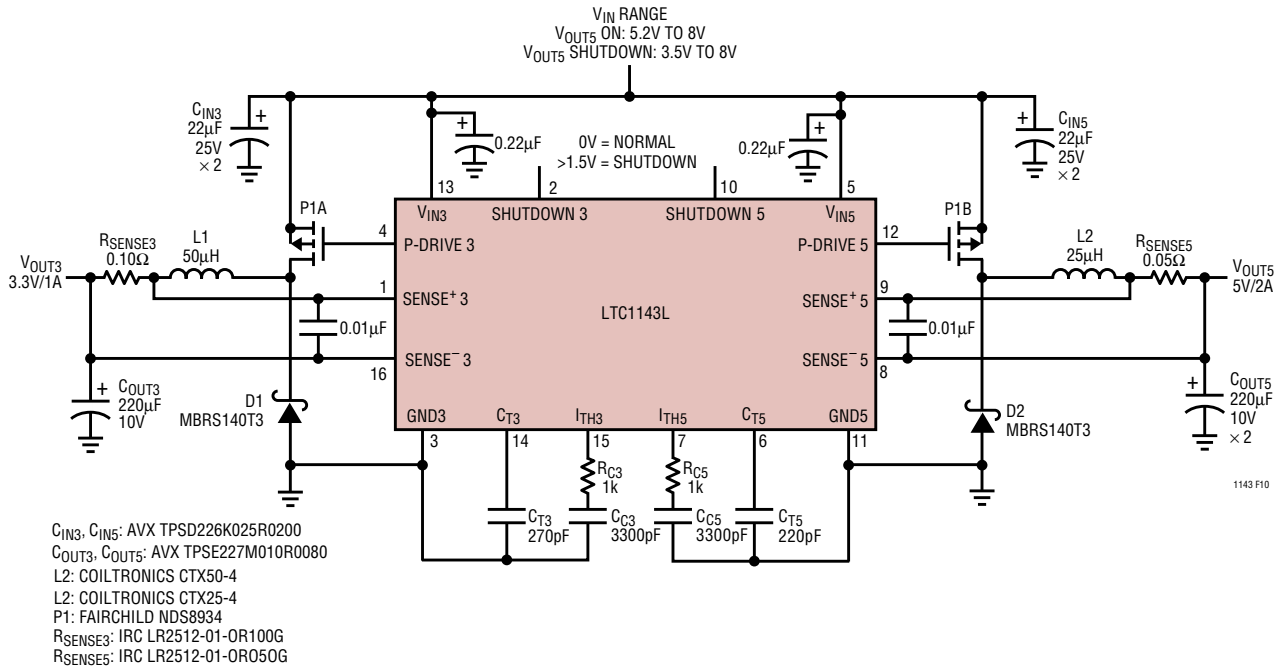 VIN RANGE
VOUT5 ON: 5.2V TO 8V
VOUT5 SHUTDOWN: 3.5V TO 8V
CIN3
22µF
25V
× 2
+
+
0.22µF
0V = NORMAL
>1.5V = SHUTDOWN
0.22µF
+
+
CIN5
22µF
25V
× 2
13
2
10
5
P1A
VIN3
SHUTDOWN 3
SHUTDOWN 5
VIN5
P1B
4
P-DRIVE 3
P-DRIVE 5
12
VOUT3
3.3V/1A
RSENSE3
0.10Ω
L1
50µH
L2
25µH
RSENSE5
0.05Ω
VOUT5
5V/2A
1
SENSE+ 3
SENSE+ 5
9
LTC1143L
0.01µF
0.01µF
SENSE– 3
SENSE– 5
16
8
+
COUT3
220µF
10V
D1
MBRS140T3
GND3
CT3
ITH3
ITH5
CT5
GND5
D2
MBRS140T3
+
COUT5
220µF
10V
× 2
3
14
15
7
6
11
RC3
1k
RC5
1k
CT3
270pF
CC3
3300pF
CC5
3300pF
CT5
220pF
1143 F10
CIN3, CIN5: AVX TPSD226K025R0200
COUT3, COUT5: AVX TPSE227M010R0080
L2: COILTRONICS CTX50-4
L2: COILTRONICS CTX25-4
P1: FAIRCHILD NDS8934
RSENSE3: IRC LR2512-01-OR100G
RSENSE5: IRC LR2512-01-ORO5OG